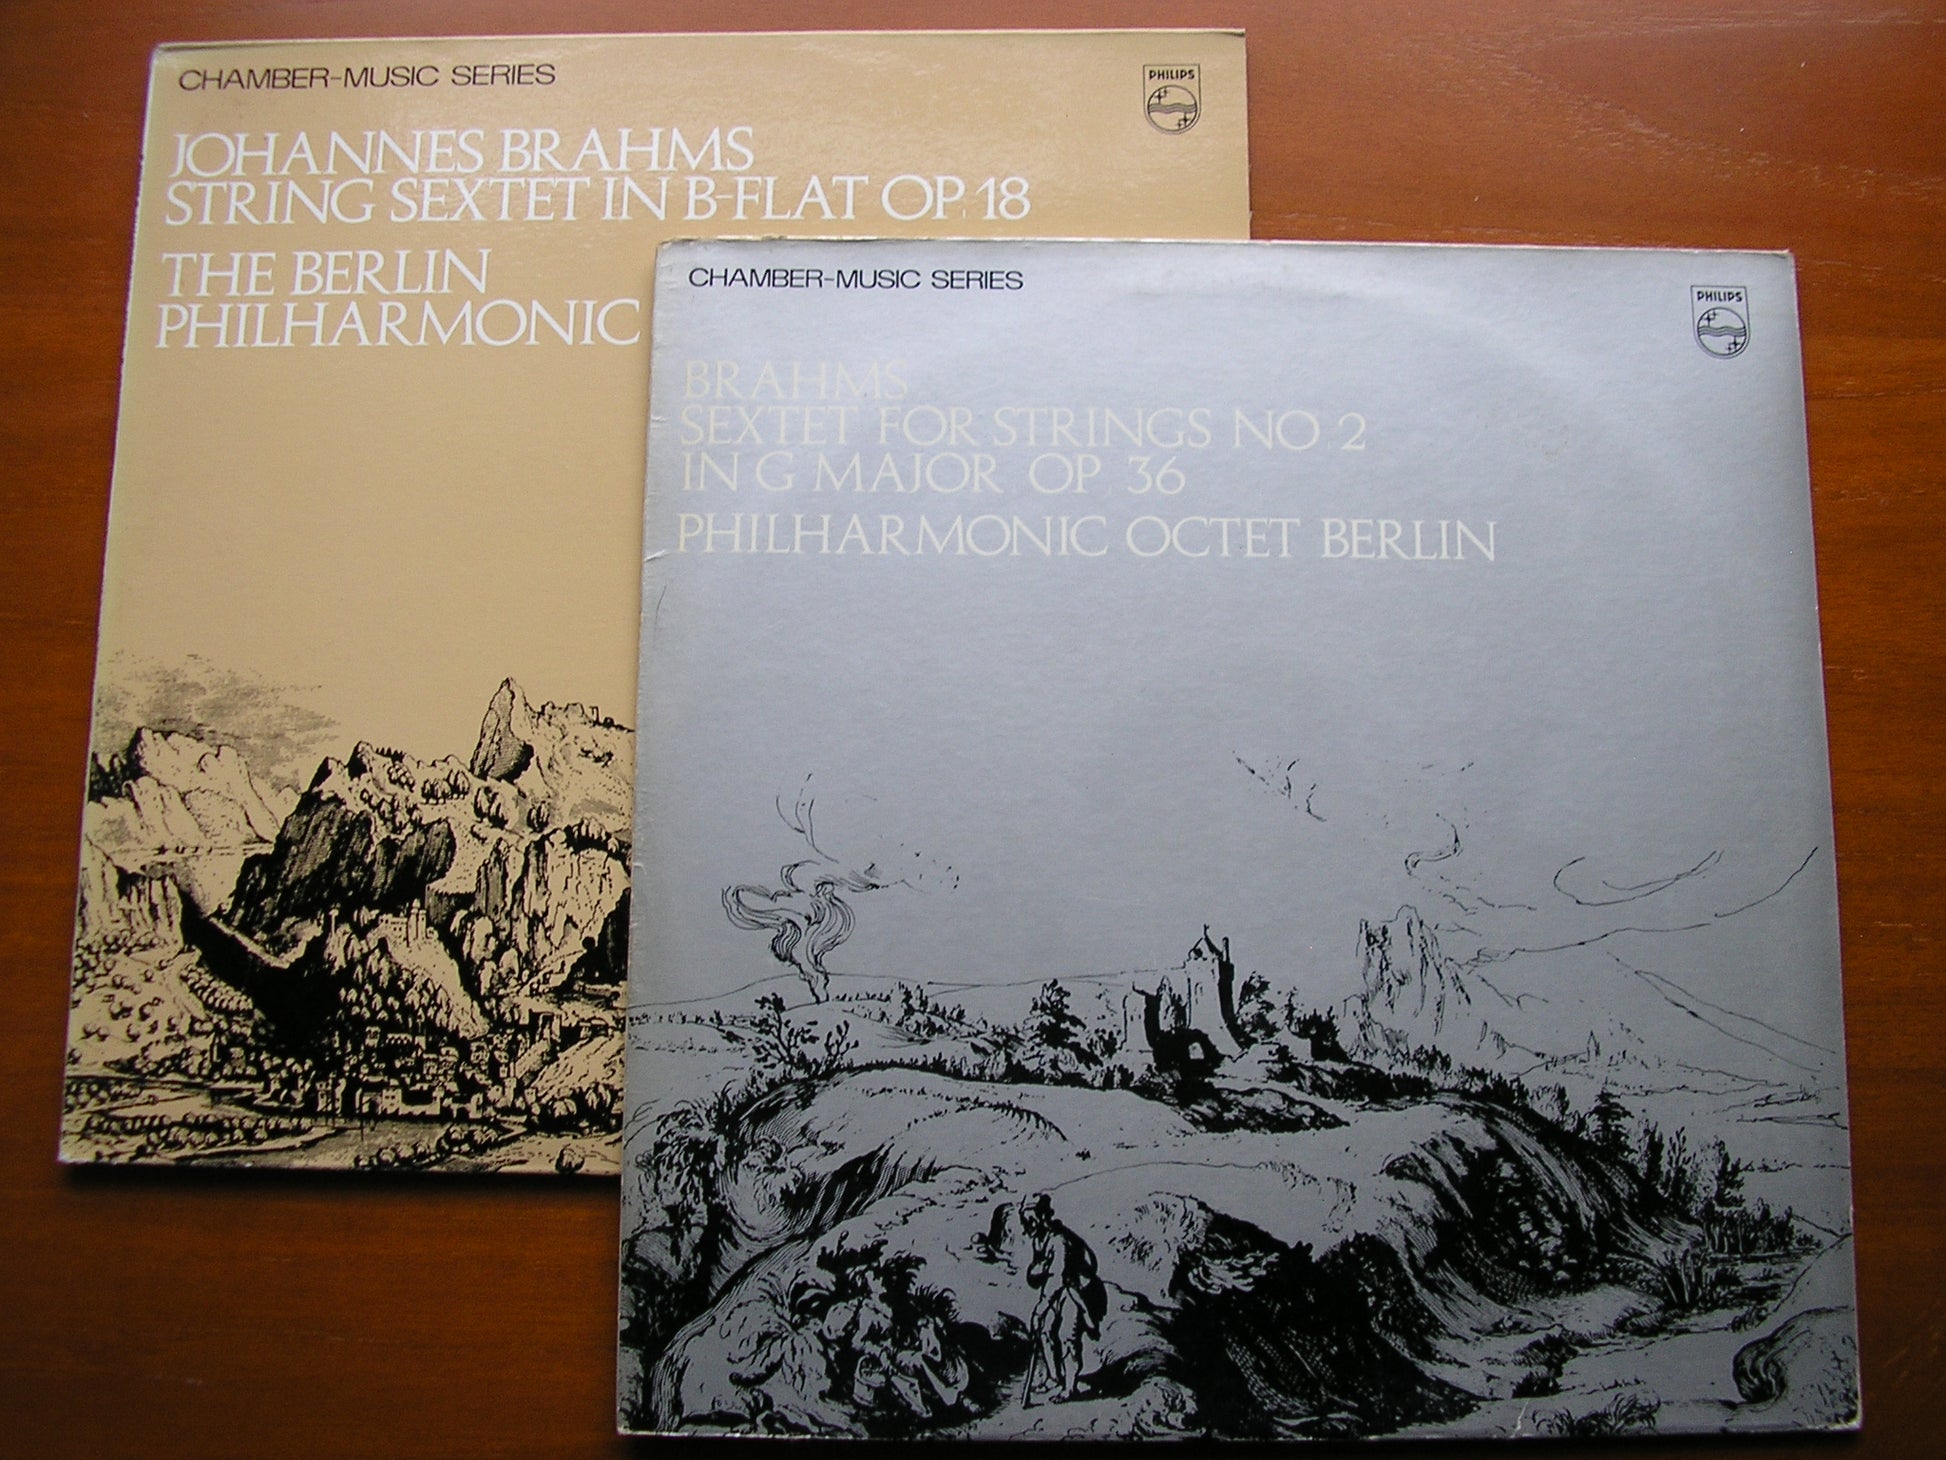 CHAMBER-MUSIC SERIES
PHILIPS
JOHANNES BRAHMS
STRING SEXTET IN B-FLAT OP. 18
THE BERLIN
PHILHARMONIC
CHAMBER-MUSIC SERIES
PHILIPS
BRAHMS
SEXTET FOR STRINGS NO. 2
IN G MAJOR OP. 36
PHILHARMONIC OCTET BERLIN